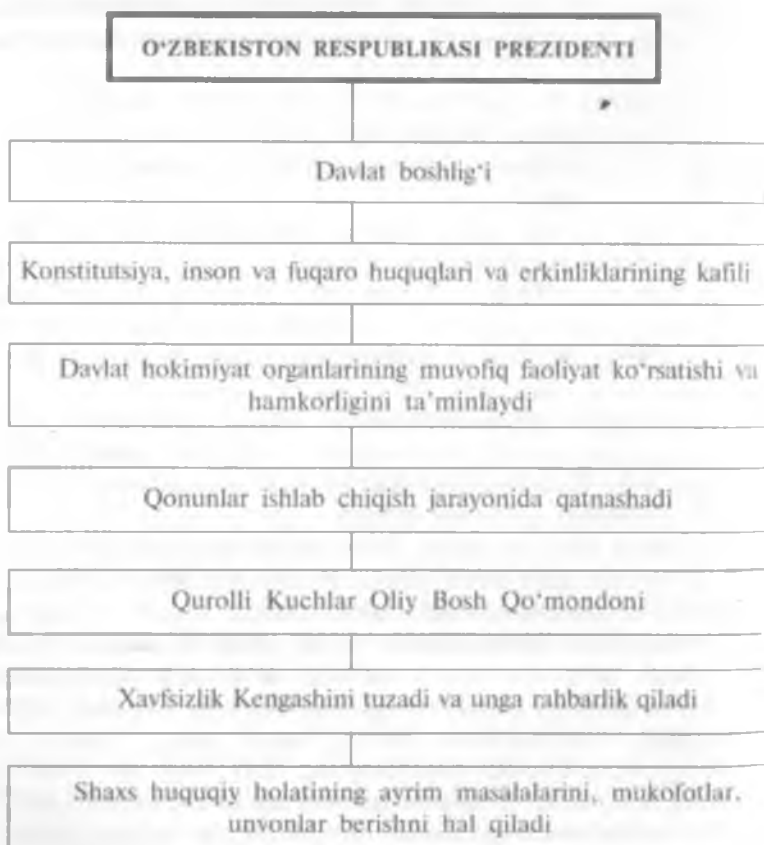 O‘ZBEKISTON RESPUBLIKASI PREZIDENTI
Davlat boshlig‘i
Konstitutsiya, inson va fuqaro huquqlari va erkinliklarining kafili
Davlat hokimiyat organlarining muvofiq faoliyat ko‘rsatishi va
hamkorligini ta’minlaydi
Qonunlar ishlab chiqish jarayonida qatnashadi
Qurolli Kuchlar Oliy Bosh Qo‘mondoni
Xavfsizlik Kengashini tuzadi va unga rahbarlik qiladi
Shaxs huquqiy holatining ayrim masalalarini, mukofotlar,
unvonlar berishni hal qiladi